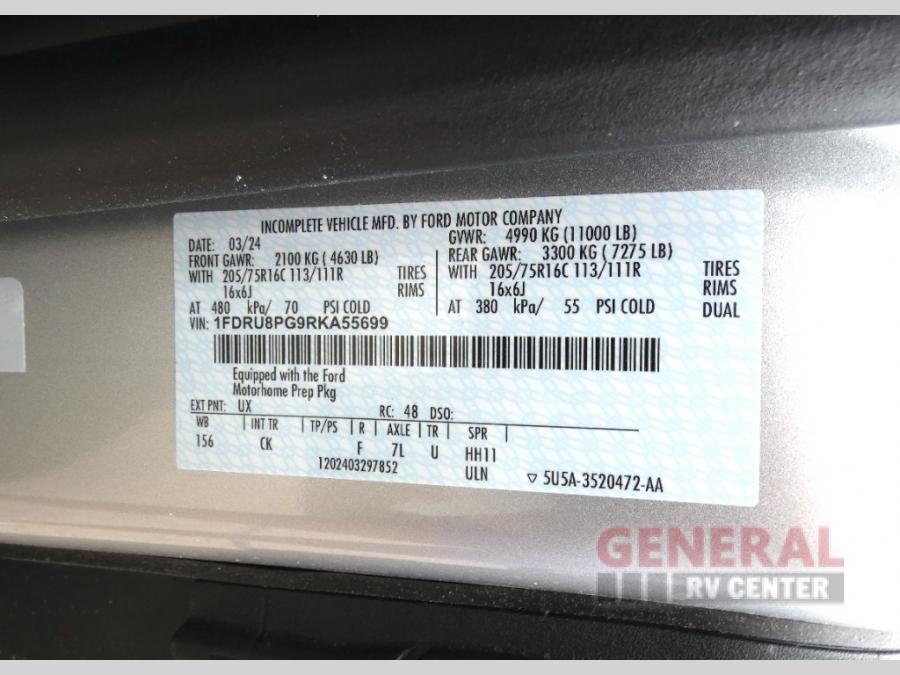 INCOMPLETE VEHICLE MFD. BY FORD MOTOR COMPANY
DATE: 03/24 GVWR: 4990 KG (11000 LB)
FRONT GAWR: 2100 KG ( 4630 LB) REAR GAWR: 3300 KG ( 7275 LB)
WITH 205/75R16C 113/111R TIRES WITH 205/75R16C 113/111R TIRES
16x6J RIMS 16x6J RIMS
AT 480 kPa/ 70 PSI COLD AT 380 kPa/ 55 PSI COLD DUAL
VIN: 1FDRU8PG9RKA55699
Equipped with the Ford
Motorhome Prep Pkg
EXT PNT: UX RC: 48 DSO:
WB INT TR TP/PS R AXLE TR SPR
156 CK F 7L U HH11
1202403297852 ULN ▽ 5U5A-3520472-AA
GENERAL
RV CENTER